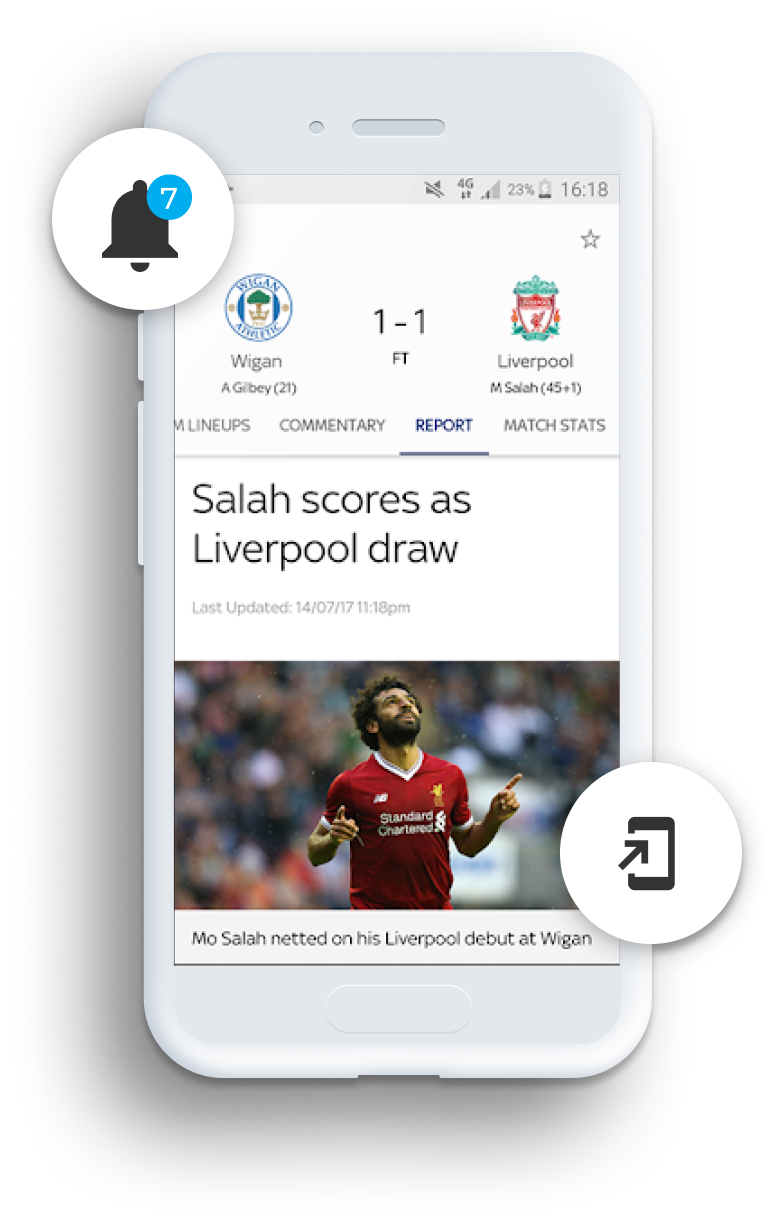 7
4G 23% 16:18
WIGAN
ATHLETIC
LIVERPOOL
1-1
Wigan FT Liverpool
A Gilbey (21) M Salah (45+1)
M LINEUPS COMMENTARY REPORT MATCH STATS
Salah scores as
Liverpool draw
Last Updated: 14/07/17 11:18pm
Standard
Chartered
Mo Salah netted on his Liverpool debut at Wigan